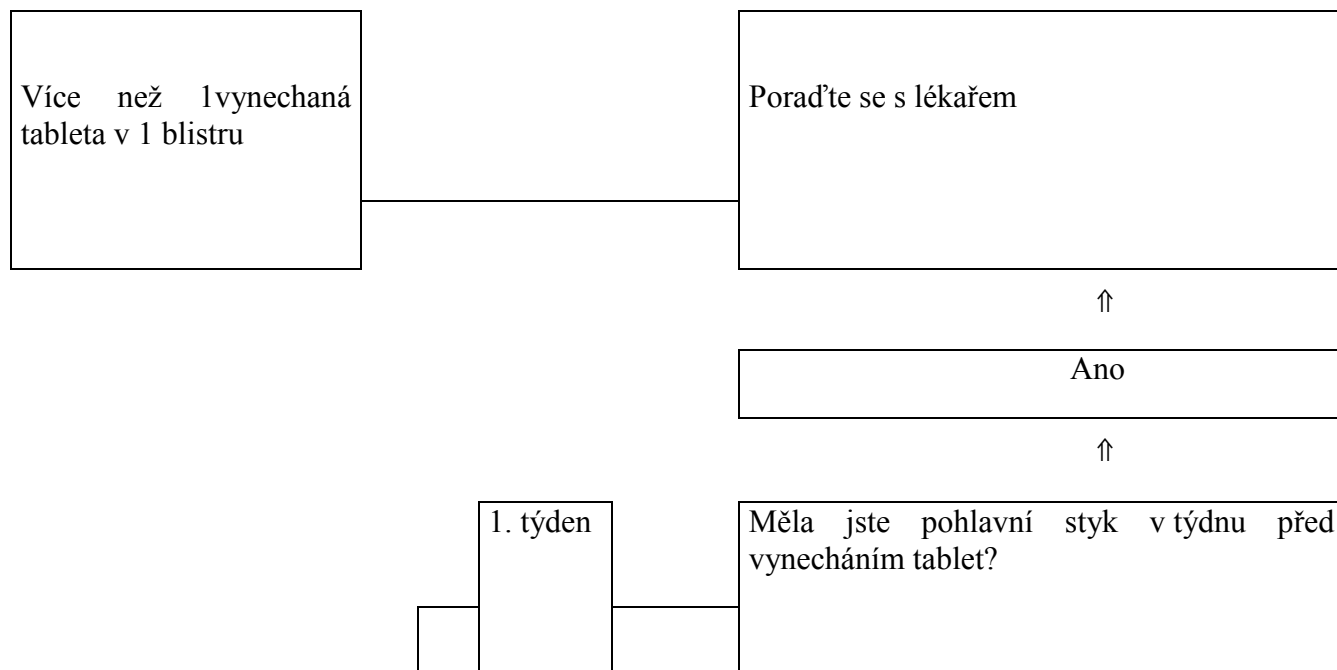 Více než 1vynechaná
tableta v 1 blistru
Poraďte se s lékařem
⇑
Ano
⇑
1. týden
Měla jste pohlavní styk v týdnu před
vynecháním tablet?